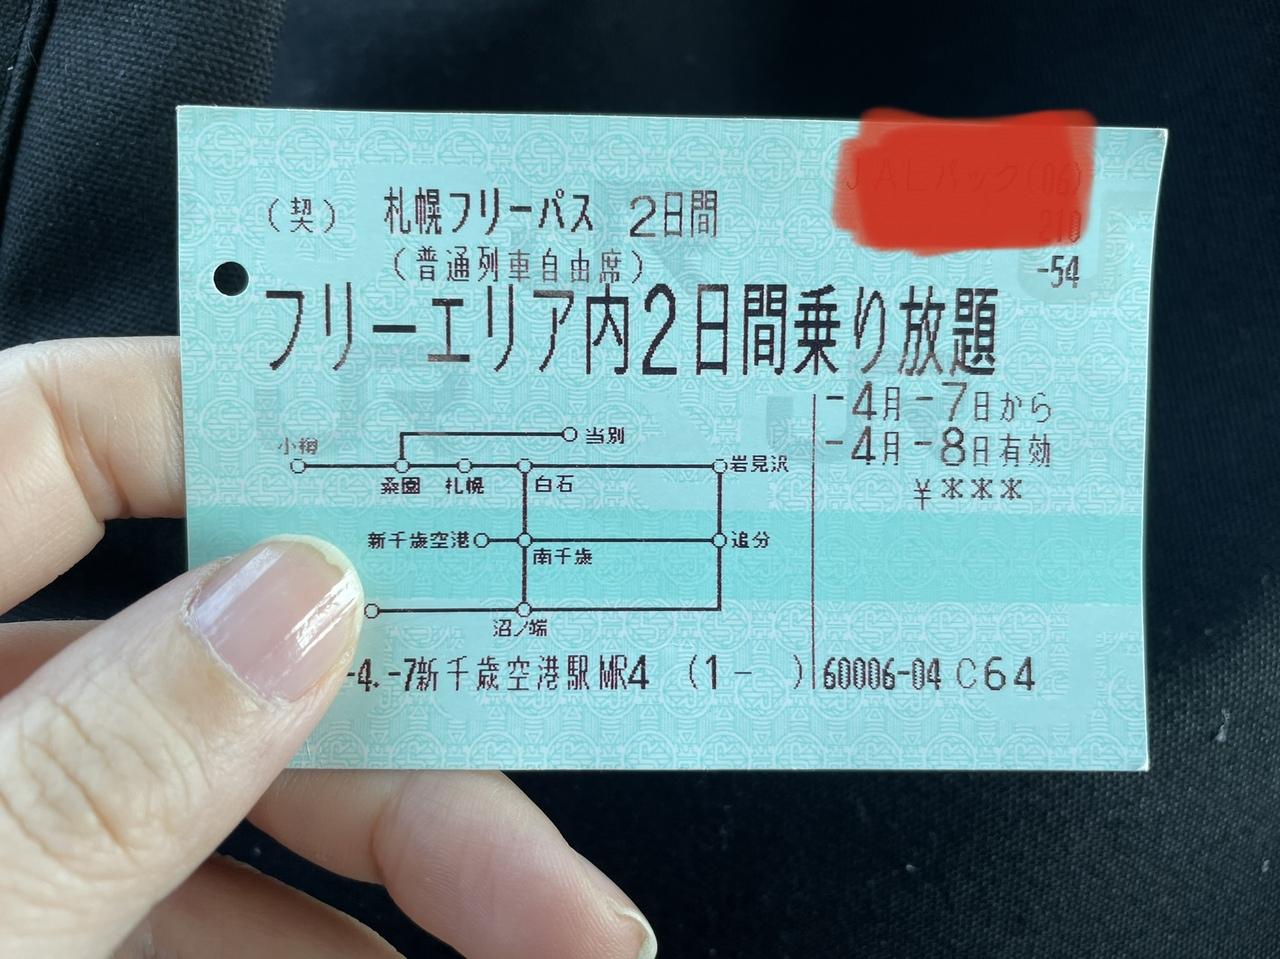 (契) 札幌フリーパス 2日間
JALパック(06)
210
(普通列車自由席)
-54
フリーエリア内2日間乗り放題
-4月-7日から
-4月-8日有効
¥***
当別
小樽
桑園 札幌 白石 岩見沢
新千歳空港 南千歳 追分
沼ノ端
-4.-7新千歳空港駅MR4 (1- ) 60006-04 C64